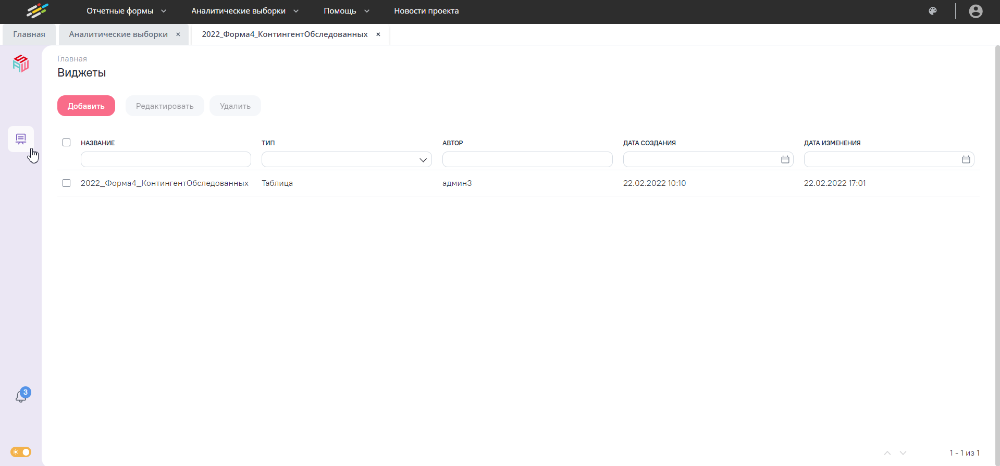 Отчетные формы Аналитические выборки Помощь Новости проекта
Главная Аналитические выборки × 2022_Форма4_КонтингентОбследованных ×
Главная
Виджеты
Добавить Редактировать Удалить
НАЗВАНИЕ ТИП АВТОР ДАТА СОЗДАНИЯ ДАТА ИЗМЕНЕНИЯ
2022_Форма4_КонтингентОбследованных Таблица админ3 22.02.2022 10:10 22.02.2022 17:01
3
1 - 1 из 1